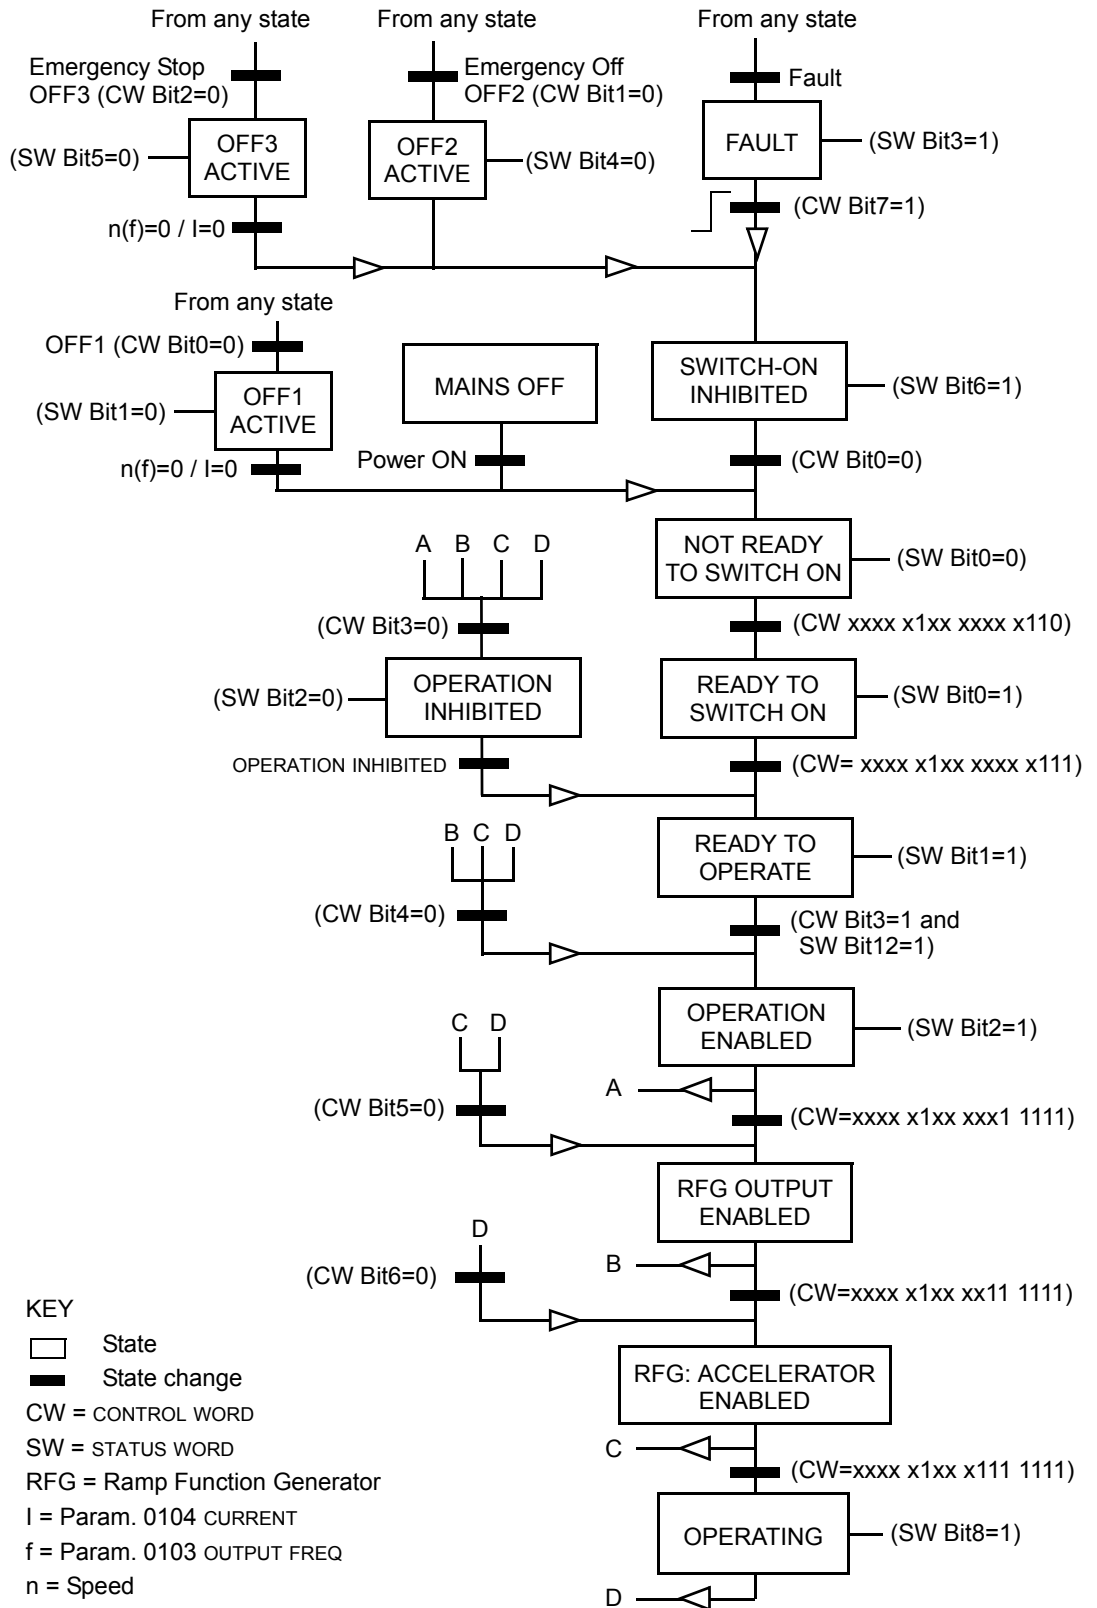 From any state
From any state
From any state
Emergency Stop
OFF3 (CW Bit2=0)
Emergency Off
OFF2 (CW Bit1=0)
Fault
(SW Bit5=0)
OFF3
ACTIVE
OFF2
ACTIVE
(SW Bit4=0)
FAULT
(SW Bit3=1)
n(f)=0 / I=0
(CW Bit7=1)
From any state
OFF1 (CW Bit0=0)
(SW Bit1=0)
OFF1
ACTIVE
MAINS OFF
SWITCH-ON
INHIBITED
(SW Bit6=1)
n(f)=0 / I=0
Power ON
(CW Bit0=0)
A B C D
NOT READY
TO SWITCH ON
(SW Bit0=0)
(CW Bit3=0)
(CW xxxx x1xx xxxx x110)
(SW Bit2=0)
OPERATION
INHIBITED
READY TO
SWITCH ON
(SW Bit0=1)
OPERATION INHIBITED
(CW= xxxx x1xx xxxx x111)
B C D
READY TO
OPERATE
(SW Bit1=1)
(CW Bit4=0)
(CW Bit3=1 and
SW Bit12=1)
C D
OPERATION
ENABLED
(SW Bit2=1)
A
(CW Bit5=0)
(CW=xxxx x1xx xxx1 1111)
RFG OUTPUT
ENABLED
D
B
(CW Bit6=0)
(CW=xxxx x1xx xx11 1111)
RFG: ACCELERATOR
ENABLED
C
(CW=xxxx x1xx x111 1111)
OPERATING
(SW Bit8=1)
D
KEY
State
State change
CW = CONTROL WORD
SW = STATUS WORD
RFG = Ramp Function Generator
I = Param. 0104 CURRENT
f = Param. 0103 OUTPUT FREQ
n = Speed